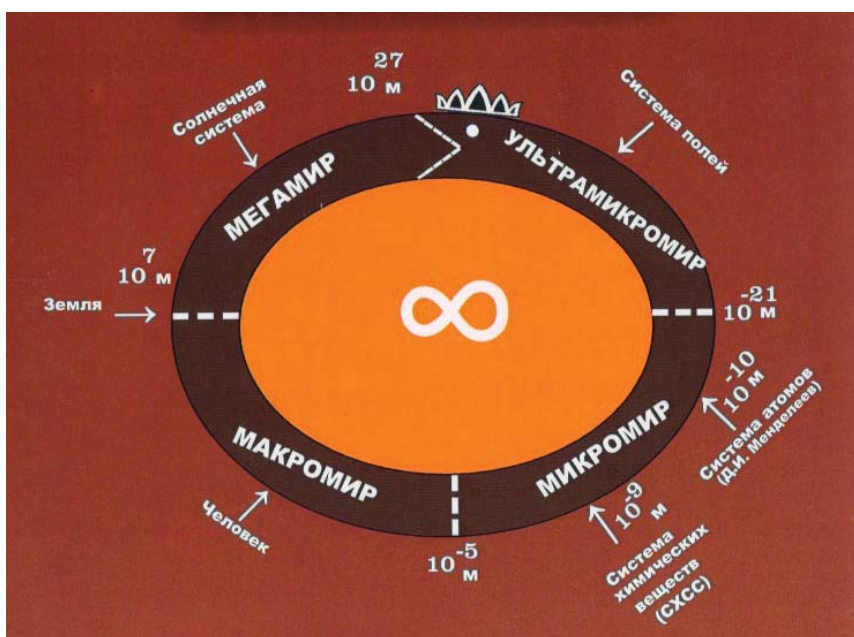 27
10 м
Солнечная
система
Система полей
МЕГАМИР
УЛЬТРАМИКРОМИР
7
10 м
Земля
∞
-21
10 м
-10
10 м
Система атомов
(Д.И. Менделеев)
МАКРОМИР
МИКРОМИР
Человек
-5
10 м
-9
10 м
Система
химических
веществ
(СХСС)